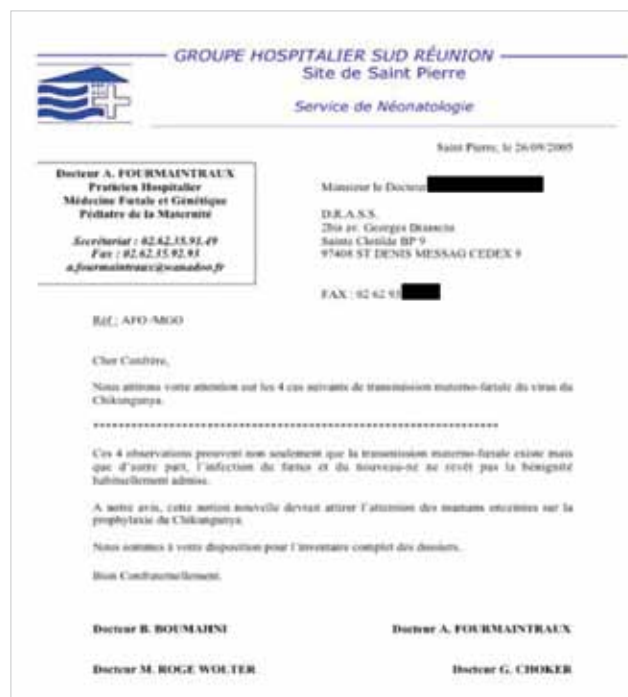 GROUPE HOSPITALIER SUD RÉUNION
Site de Saint Pierre
Service de Néonatologie
Saint Pierre, le 26/09/2005
Docteur A. FOURMAINTRAUX
Praticien Hospitalier
Médecine Fœtale et Génétique
Pédiatre de la Maternité
Secrétariat : 02.62.35.91.49
Fax : 02.62.35.92.93
a.fourmaintraux@wanadoo.fr
Monsieur le Docteur
D.R.A.S.S.
2bis av. Georges Brassens
Sainte Clotilde BP 9
97408 ST DENIS MESSAG CEDEX 9
FAX : 02 62 93
Réf.: AFO /MGO
Cher Confrère,
Nous attirons votre attention sur les 4 cas suivants de transmission materno-fœtale du virus du
Chikungunya.
Ces 4 observations prouvent non seulement que la transmission materno-fœtale existe mais
que d'autre part, l'infection du fœtus et du nouveau-né ne revêt pas la bénignité
habituellement admise.
A notre avis, cette notion nouvelle devrait attirer l'attention des mamans enceintes sur la
prophylaxie du Chikungunya.
Nous sommes à votre disposition pour l'inventaire complet des dossiers.
Bien Confraternellement.
Docteur B. BOUMAHNI
Docteur A. FOURMAINTRAUX
Docteur M. ROGE WOLTER
Docteur G. CHOKER